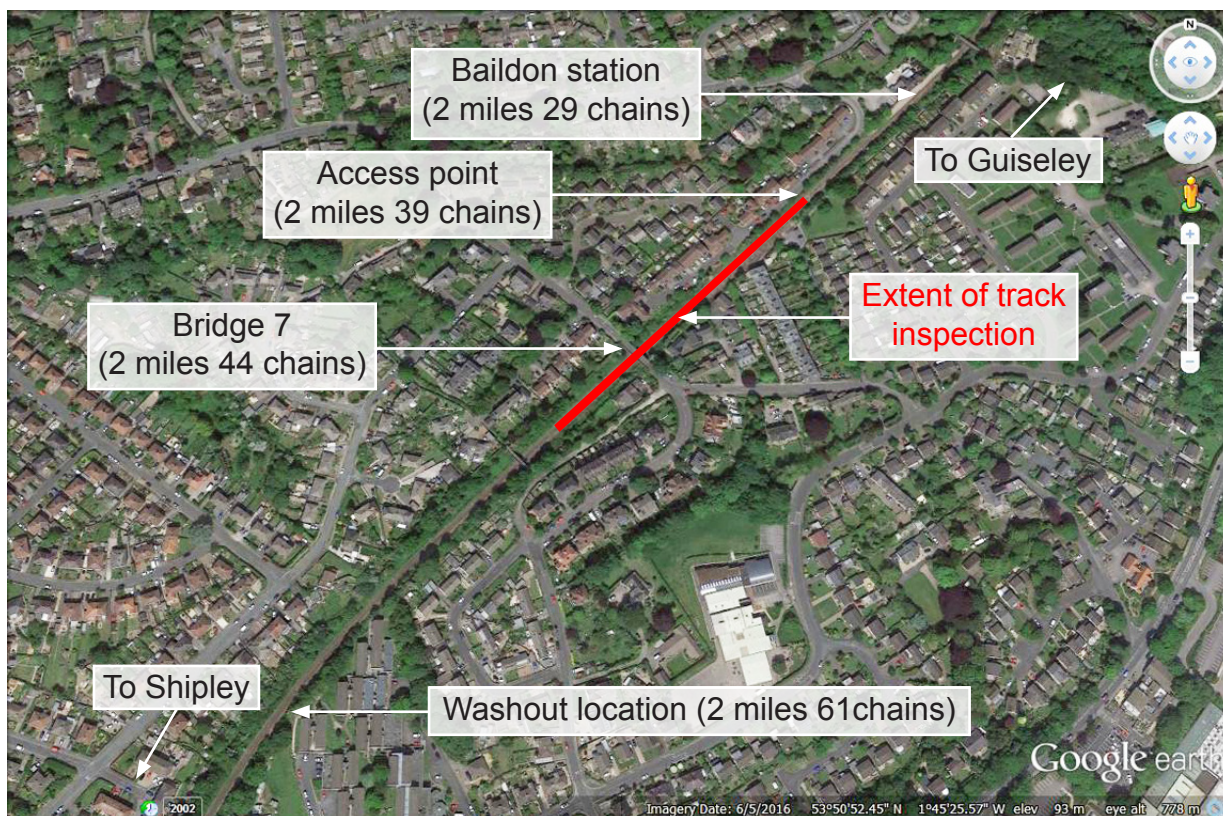 Baildon station
(2 miles 29 chains)
N
To Guiseley
Access point
(2 miles 39 chains)
Extent of track
inspection
Bridge 7
(2 miles 44 chains)
To Shipley
Washout location (2 miles 61chains)
Google earth
2002
Imagery Date: 6/5/2016 53°50'52.45" N 1°45'25.57" W elev 93 m eye alt 778 m